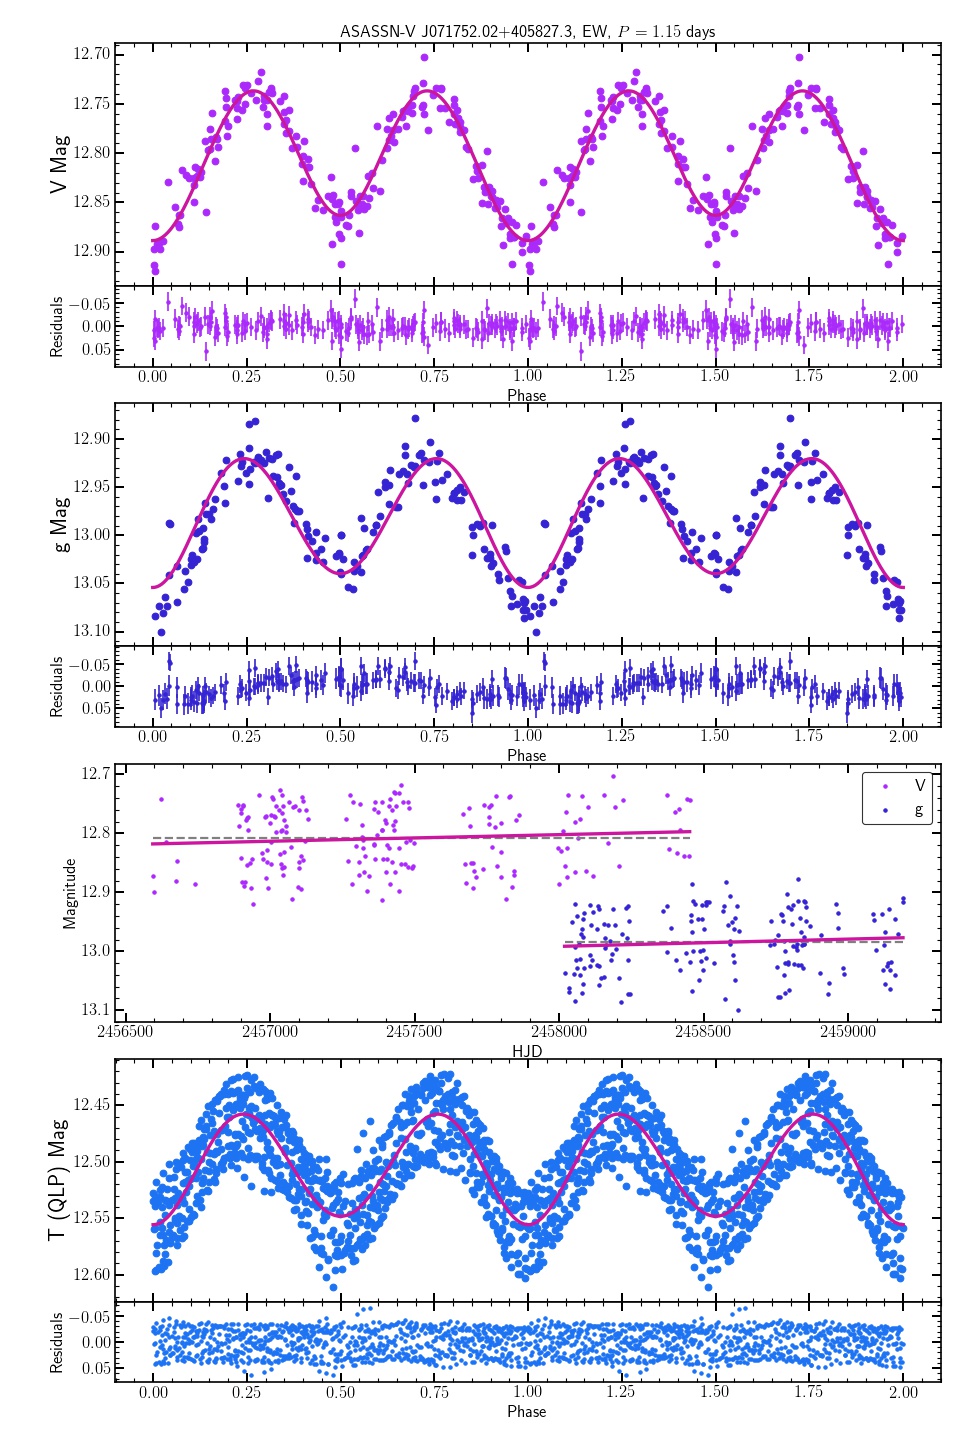 ASASSN-V J071752.02+405827.3, EW, P = 1.15 days
V Mag
12.70
12.75
12.80
12.85
12.90
Residuals
−0.05
0.00
0.05
0.00 0.25 0.50 0.75 1.00 1.25 1.50 1.75 2.00
Phase
g Mag
12.90
12.95
13.00
13.05
13.10
Residuals
−0.05
0.00
0.05
0.00 0.25 0.50 0.75 1.00 1.25 1.50 1.75 2.00
Phase
Magnitude
12.7
12.8
12.9
13.0
13.1
V
g
2456500 2457000 2457500 2458000 2458500 2459000
HJD
T (QLP) Mag
12.45
12.50
12.55
12.60
Residuals
−0.05
0.00
0.05
0.00 0.25 0.50 0.75 1.00 1.25 1.50 1.75 2.00
Phase